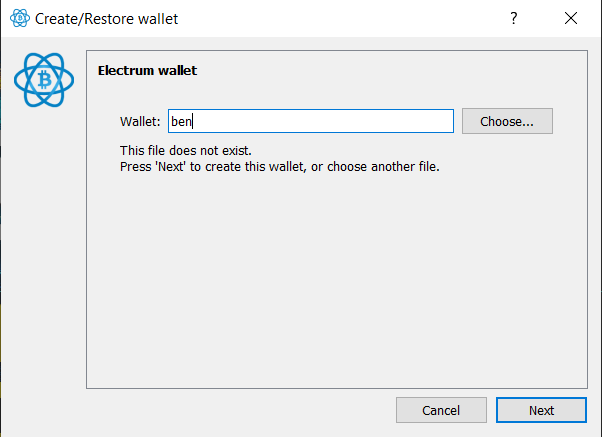 Create/Restore wallet
?
Electrum wallet
Wallet: ben Choose...
This file does not exist.
Press 'Next' to create this wallet, or choose another file.
Cancel Next